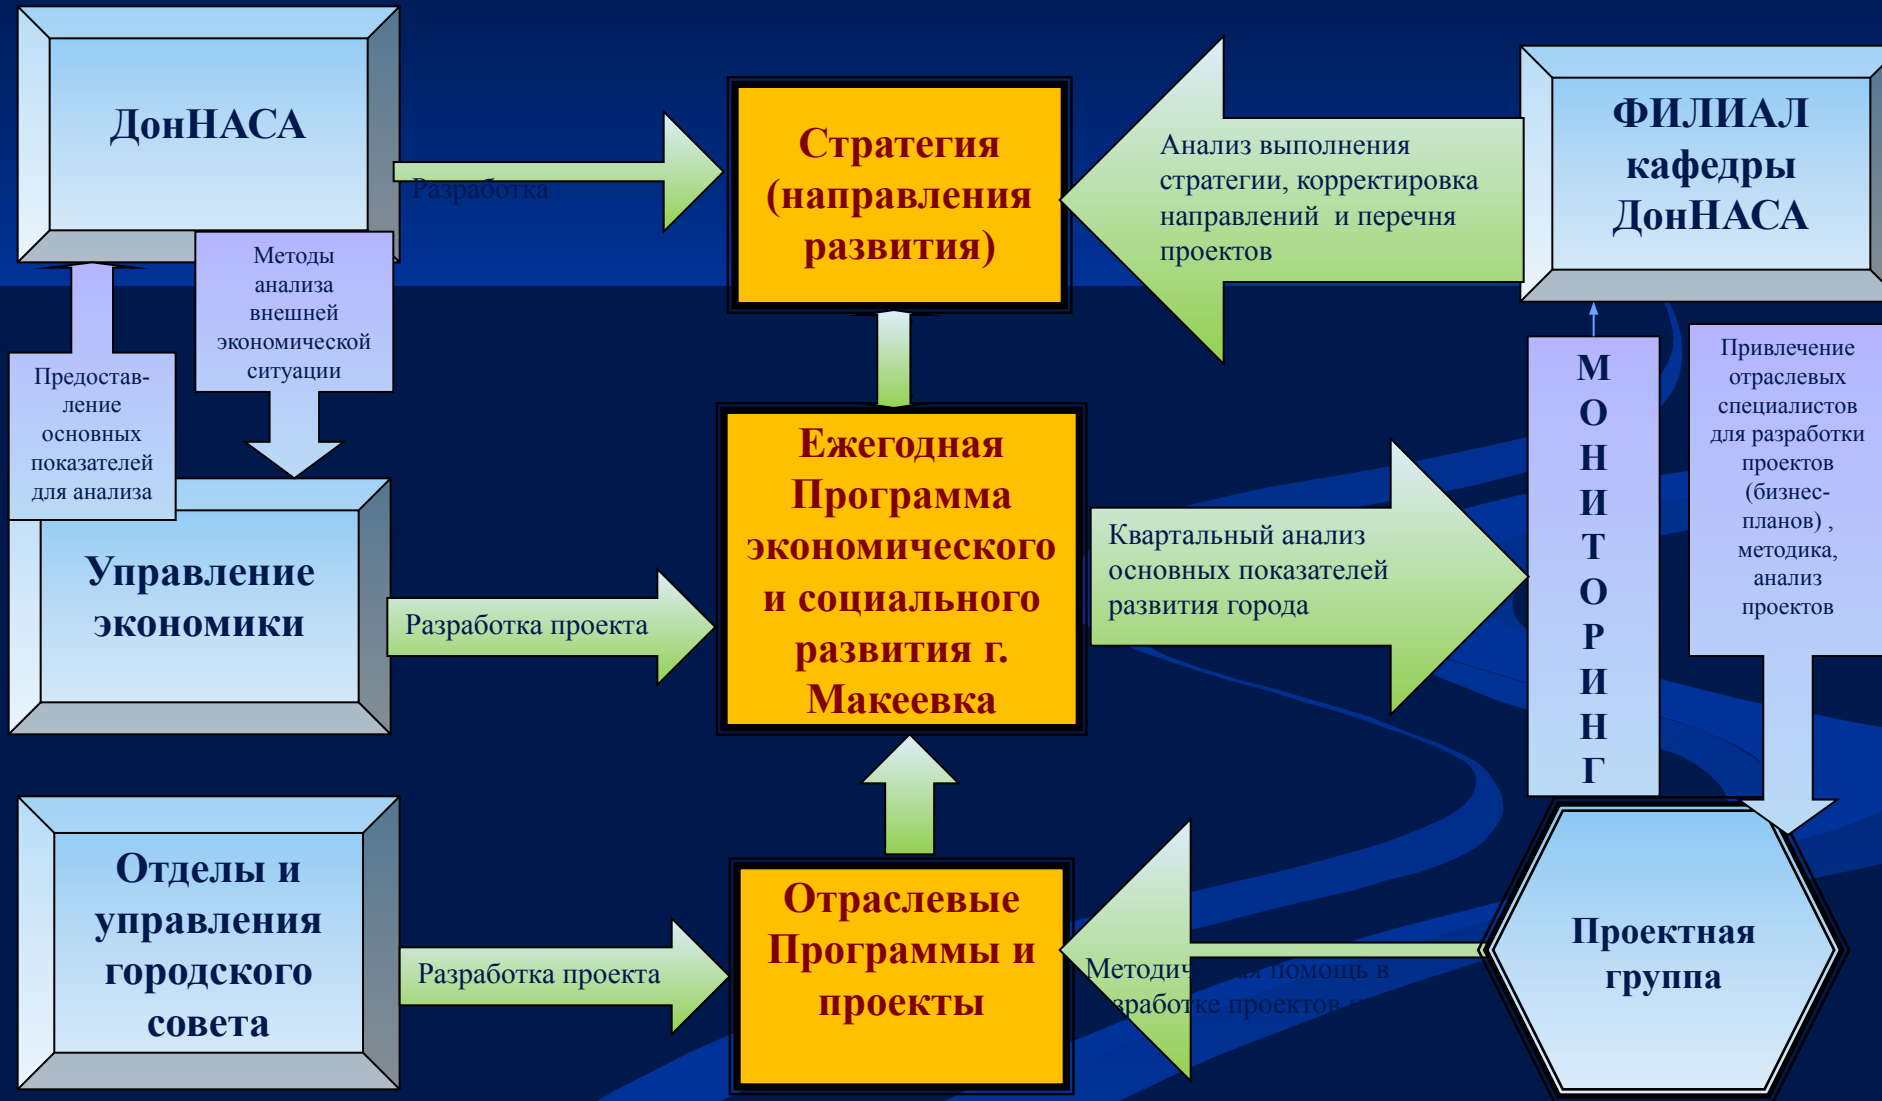 ДонНАСА
Разработка
Стратегия
(направления
развития)
Анализ выполнения
стратегии, корректировка
направлений и перечня
проектов
ФИЛИАЛ
кафедры
ДонНАСА
Предостав-
ление
основных
показателей
для анализа
Методы
анализа
внешней
экономической
ситуации
М
О
Н
И
Т
О
Р
И
Н
Г
Привлечение
отраслевых
специалистов
для разработки
проектов
(бизнес-
планов) ,
методика,
анализ
проектов
Управление
экономики
Разработка проекта
Ежегодная
Программа
экономического
и социального
развития г.
Макеевка
Квартальный анализ
основных показателей
развития города
Отделы и
управления
городского
совета
Разработка проекта
Отраслевые
Программы и
проекты
помощь в
проектов
Проектная
группа